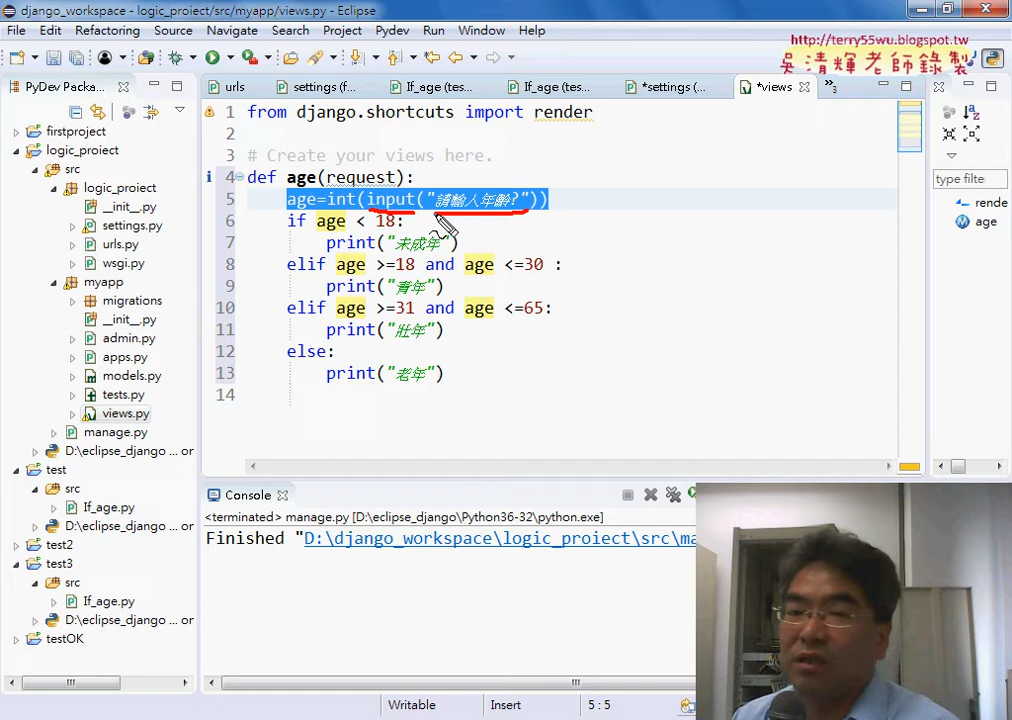 django_workspace - logic_proiect/src/myapp/views.py - Eclipse
File Edit Refactoring Source Navigate Search Project Pydev Run Window Help
http://terry55wu.blogspot.tw
吳清輝老師錄製
PyDev Packa...
urls
settings (f...
If_age (tes...
If_age (tes...
*settings (...
*views
3
firstproject
logic_proiect
src
logic_proiect
__init__.py
settings.py
urls.py
wsgi.py
myapp
migrations
__init__.py
admin.py
apps.py
models.py
tests.py
views.py
manage.py
D:\eclipse_django ... or
test
src
If_age.py
D:\eclipse_django ... or
test2
test3
src
If_age.py
D:\eclipse_django ... or
testOK
1 from django.shortcuts import render
2
3 # Create your views here.
4 def age(request):
5 age=int(input("請輸入年齡?"))
6 if age < 18:
7 print("未成年")
8 elif age >=18 and age <=30 :
9 print("青年")
10 elif age >=31 and age <=65:
11 print("壯年")
12 else:
13 print("老年")
14
type filte
rende
age
Console
<terminated> manage.py [D:\eclipse_django\Python36-32\python.exe]
Finished "D:\django_workspace\logic_proiect\src\ma
Writable
Insert
5 : 5